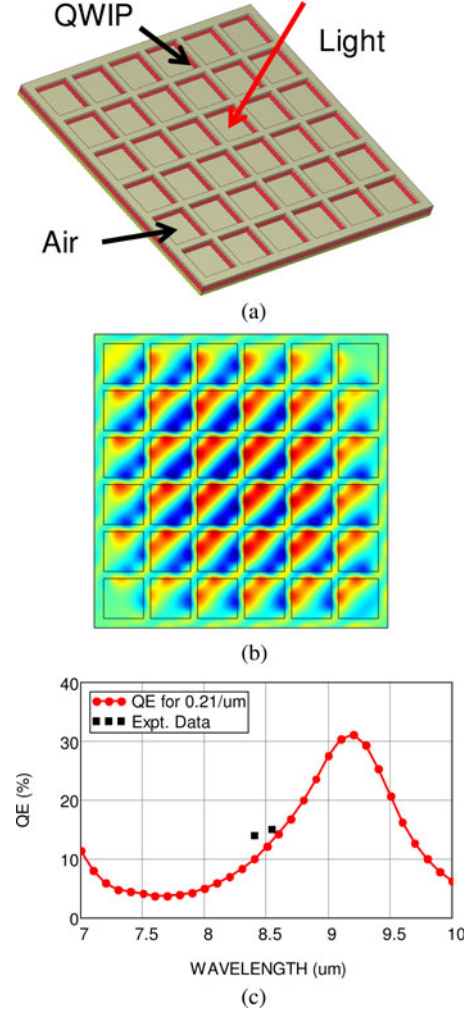 QWIP
Light
Air
(a)
(b)
40
30
20
10
0
QE (%)
QE for 0.21/um
Expt. Data
7 7.5 8 8.5 9 9.5 10
WAVELENGTH (um)
(c)